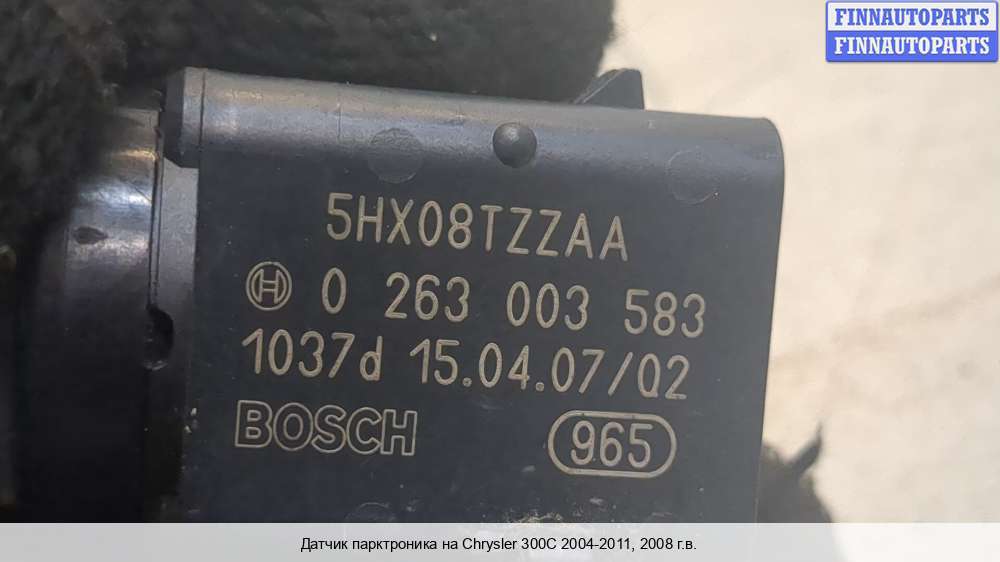 FINNAUTOPARTS
FINNAUTOPARTS
5HX08TZZAA
0 263 003 583
1037d 15.04.07/02
BOSCH
965
Датчик парктроника на Chrysler 300C 2004-2011, 2008 г.в.